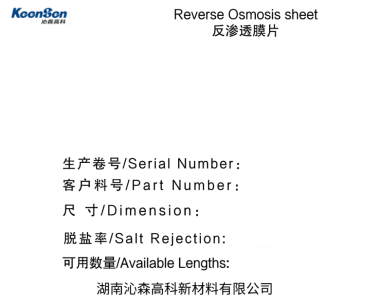 KoonSon
沁森高科
Reverse Osmosis sheet
反渗透膜片
生产卷号/Serial Number：
客户料号/Part Number：
尺 寸/Dimension：
脱盐率/Salt Rejection:
可用数量/Available Lengths:
湖南沁森高科新材料有限公司